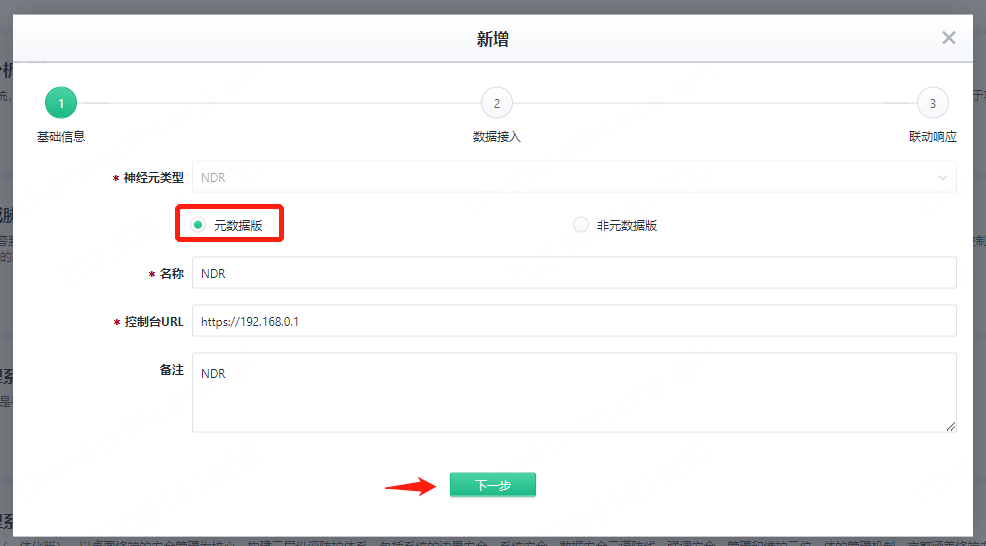 新增
1
2
3
基础信息
数据接入
联动响应
* 神经元类型
NDR
元数据版
非元数据版
* 名称
NDR
* 控制台URL
https://192.168.0.1
备注
NDR
下一步